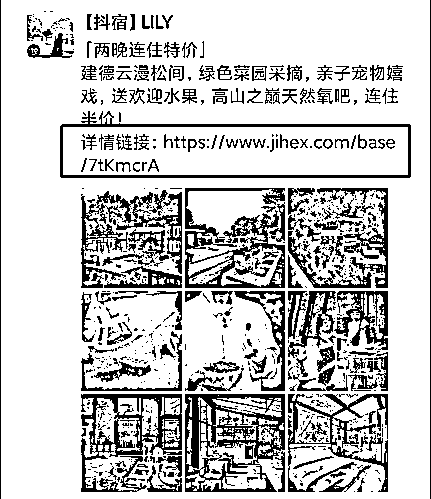 【抖宿】LILY
「两晚连住特价」
建德云漫松间，绿色菜园采摘，亲子宠物嬉
戏，送欢迎水果，高山之巅天然氧吧，连住
半价！
详情链接：https://www.jihex.com/base
/7tKmcrA